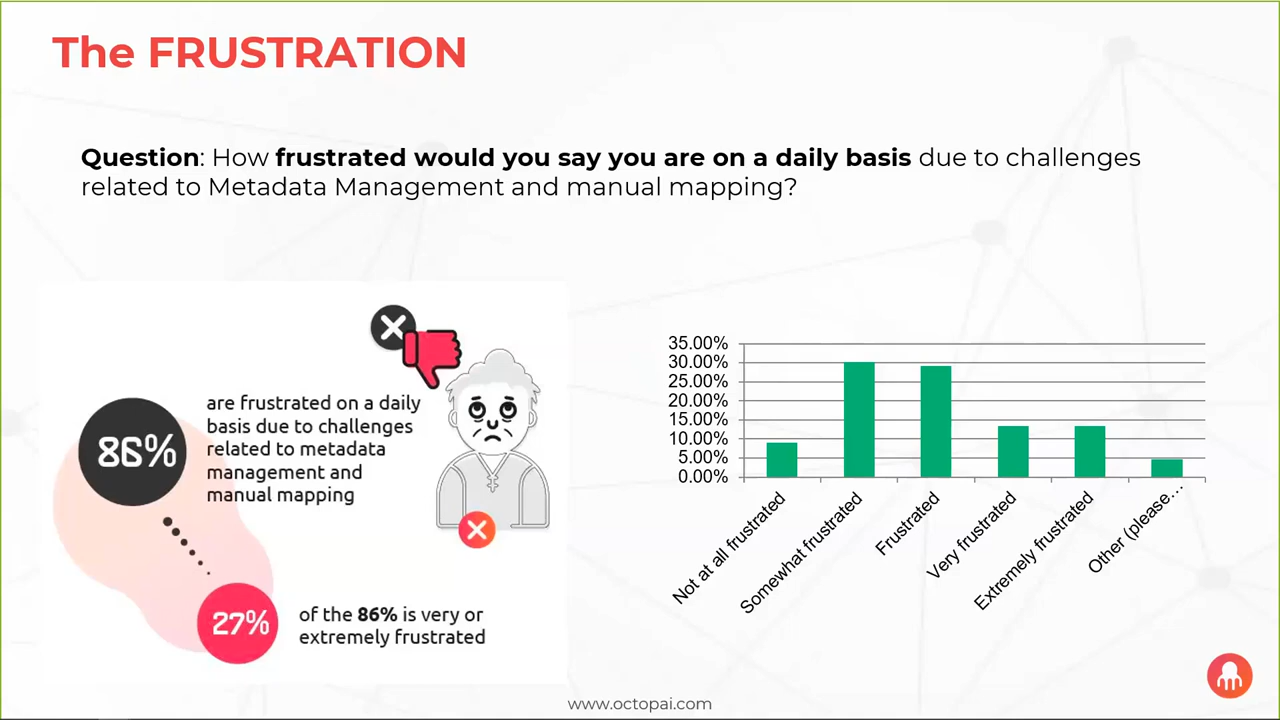 The FRUSTRATION
Question: How frustrated would you say you are on a daily basis due to challenges
related to Metadata Management and manual mapping?
86%
are frustrated on a daily
basis due to challenges
related to metadata
management and
manual mapping
27%
of the 86% is very or
extremely frustrated
35.00%
30.00%
25.00%
20.00%
15.00%
10.00%
5.00%
0.00%
Not at all frustrated
Somewhat frustrated
Frustrated
Very frustrated
Extremely frustrated
Other (please...
www.octopai.com